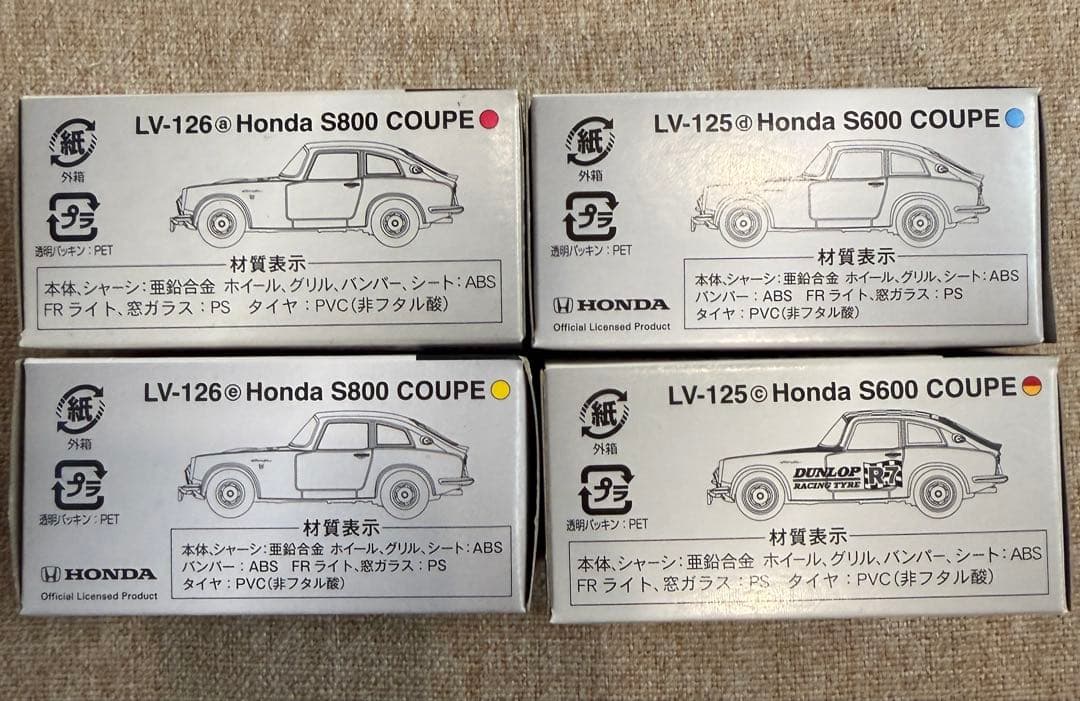 LV-126ⓐHonda S800 COUPE
紙
外箱
プラ
透明パッキン：PET
材質表示
本体、シャーシ：亜鉛合金 ホイール、グリル、バンパー、シート：ABS
FRライト、窓ガラス：PS タイヤ：PVC（非フタル酸）
LV-125ⓓHonda S600 COUPE
紙
外箱
プラ
透明パッキン：PET
材質表示
本体、シャーシ：亜鉛合金 ホイール、グリル、シート：ABS
バンパー：ABS FRライト、窓ガラス：PS
タイヤ：PVC（非フタル酸）
HONDA
Official Licensed Product
LV-126ⓔHonda S800 COUPE
紙
外箱
プラ
透明パッキン：PET
材質表示
本体、シャーシ：亜鉛合金 ホイール、グリル、シート：ABS
バンパー：ABS FRライト、窓ガラス：PS
タイヤ：PVC（非フタル酸）
HONDA
Official Licensed Product
LV-125ⓒHonda S600 COUPE
紙
外箱
プラ
透明パッキン：PET
DUNLOP
RACING TYRE
R-7
材質表示
本体、シャーシ：亜鉛合金 ホイール、グリル、バンパー、シート：ABS
FRライト、窓ガラス：PS タイヤ：PVC（非フタル酸）